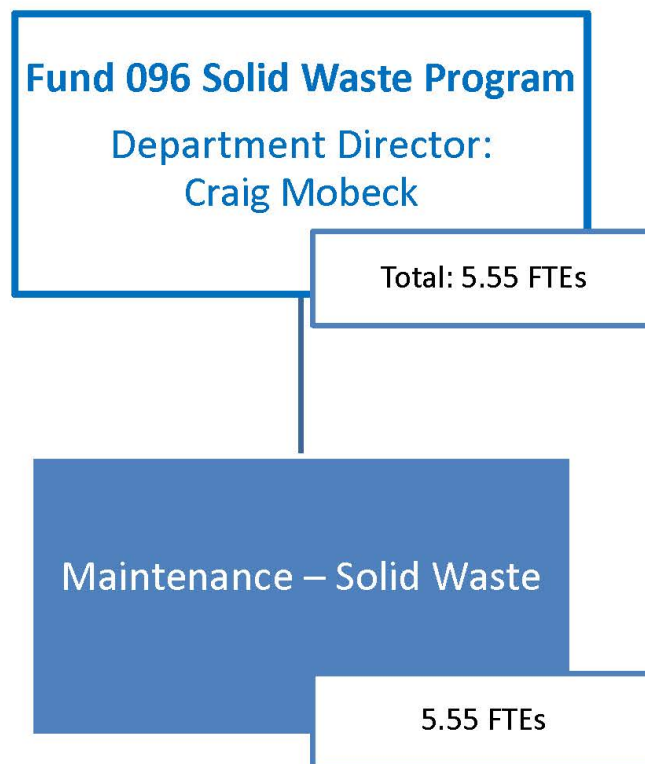 Fund 096 Solid Waste Program
Department Director:
Craig Mobeck
Total: 5.55 FTEs
Maintenance – Solid Waste
5.55 FTEs